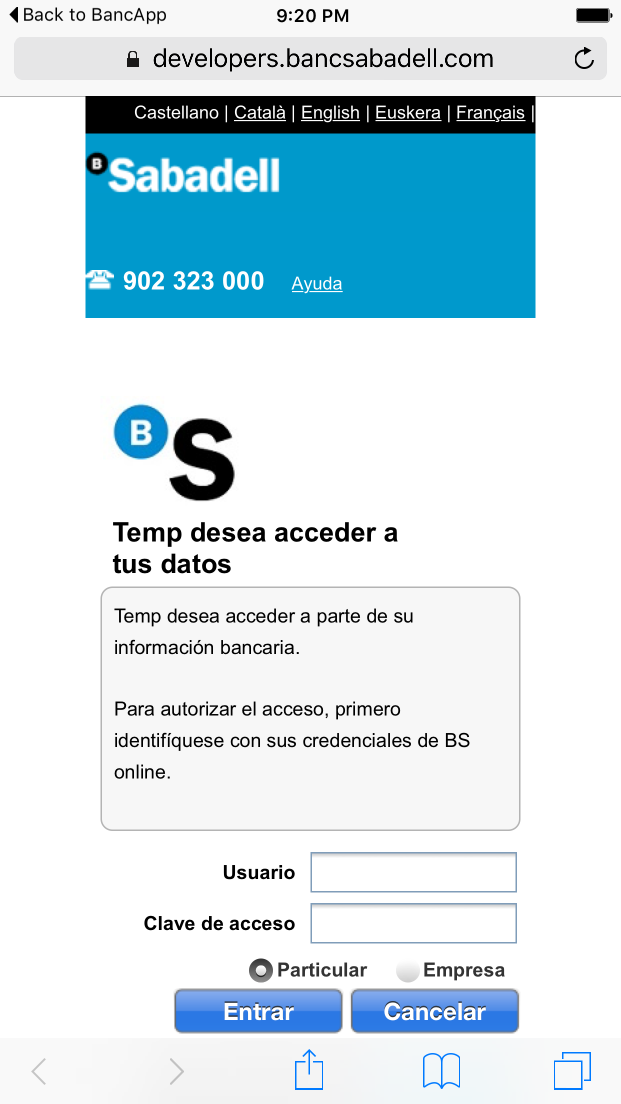 Back to BancApp
9:20 PM
developers.bancsabadell.com
Castellano | Català | English | Euskera | Français |
B Sabadell
902 323 000 Ayuda
B S
Temp desea acceder a
tus datos
Temp desea acceder a parte de su
información bancaria.
Para autorizar el acceso, primero
identifíquese con sus credenciales de BS
online.
Usuario
Clave de acceso
Particular Empresa
Entrar Cancelar